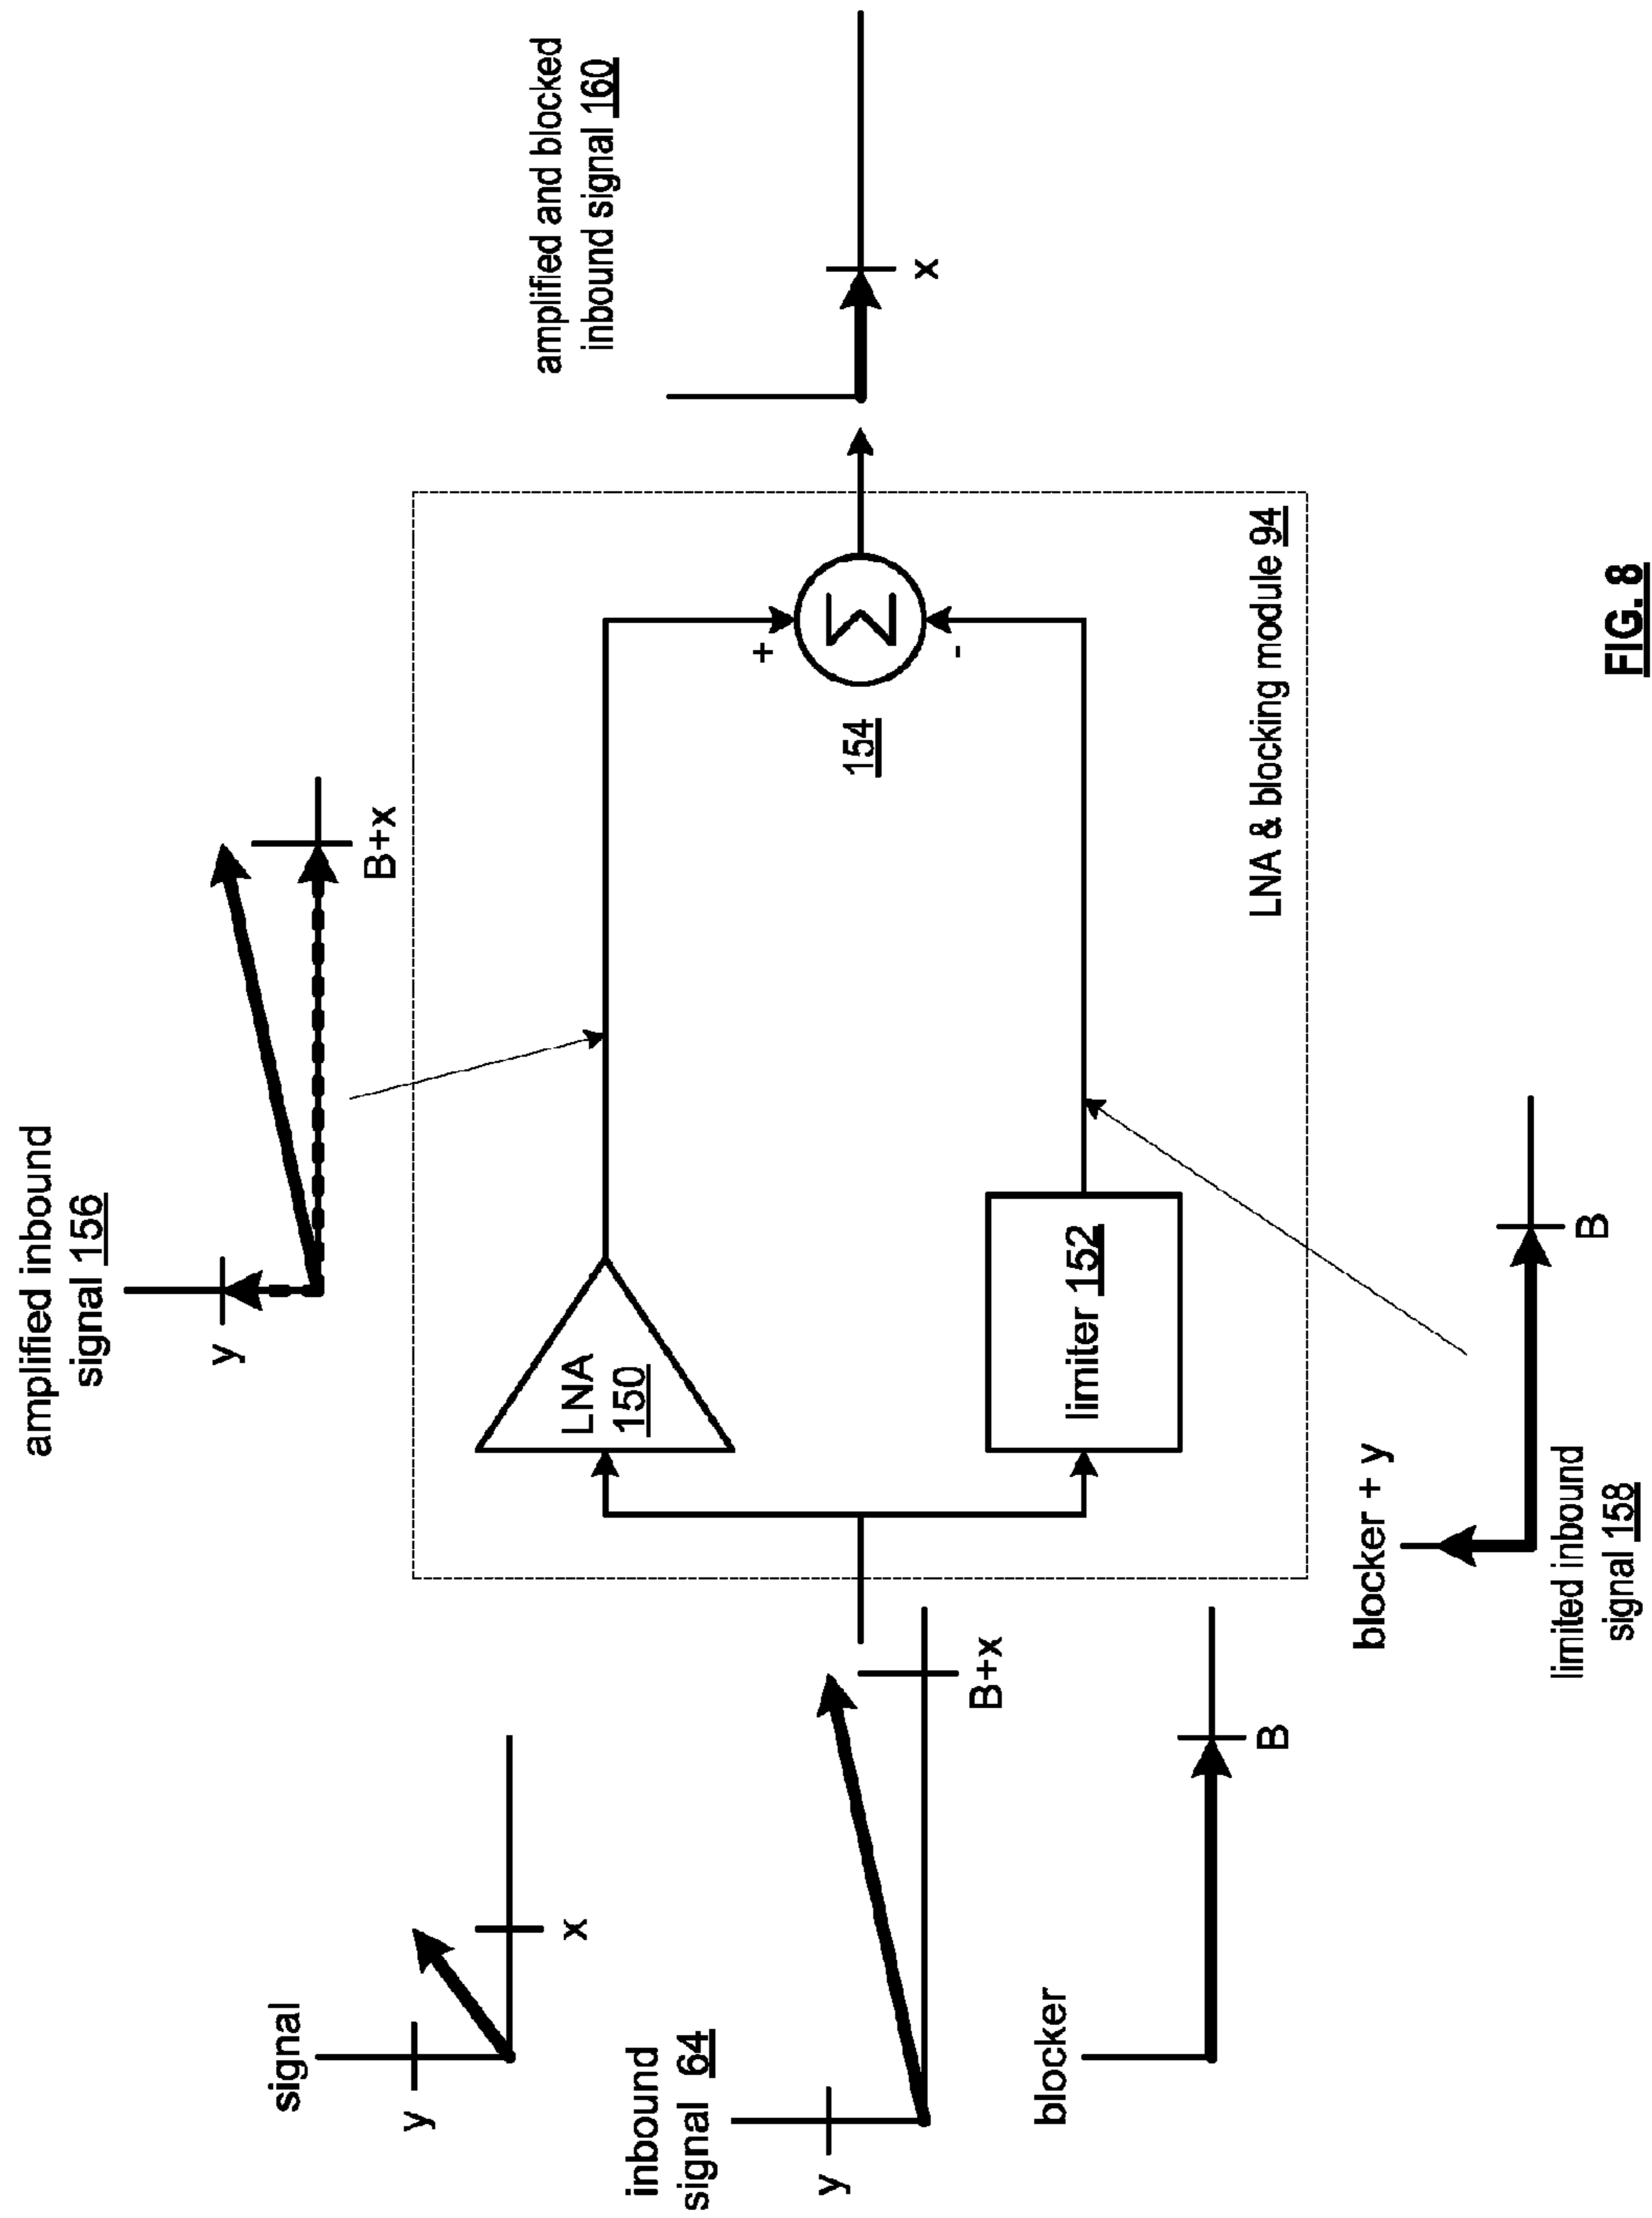 signal
y
x
inbound
signal 64
y
B+x
blocker
B
amplified inbound
signal 156
y
B+x
LNA
150
limiter 152
+
Σ
-
154
LNA & blocking module 94
blocker + y
B
limited inbound
signal 158
amplified and blocked
inbound signal 160
x
FIG. 8